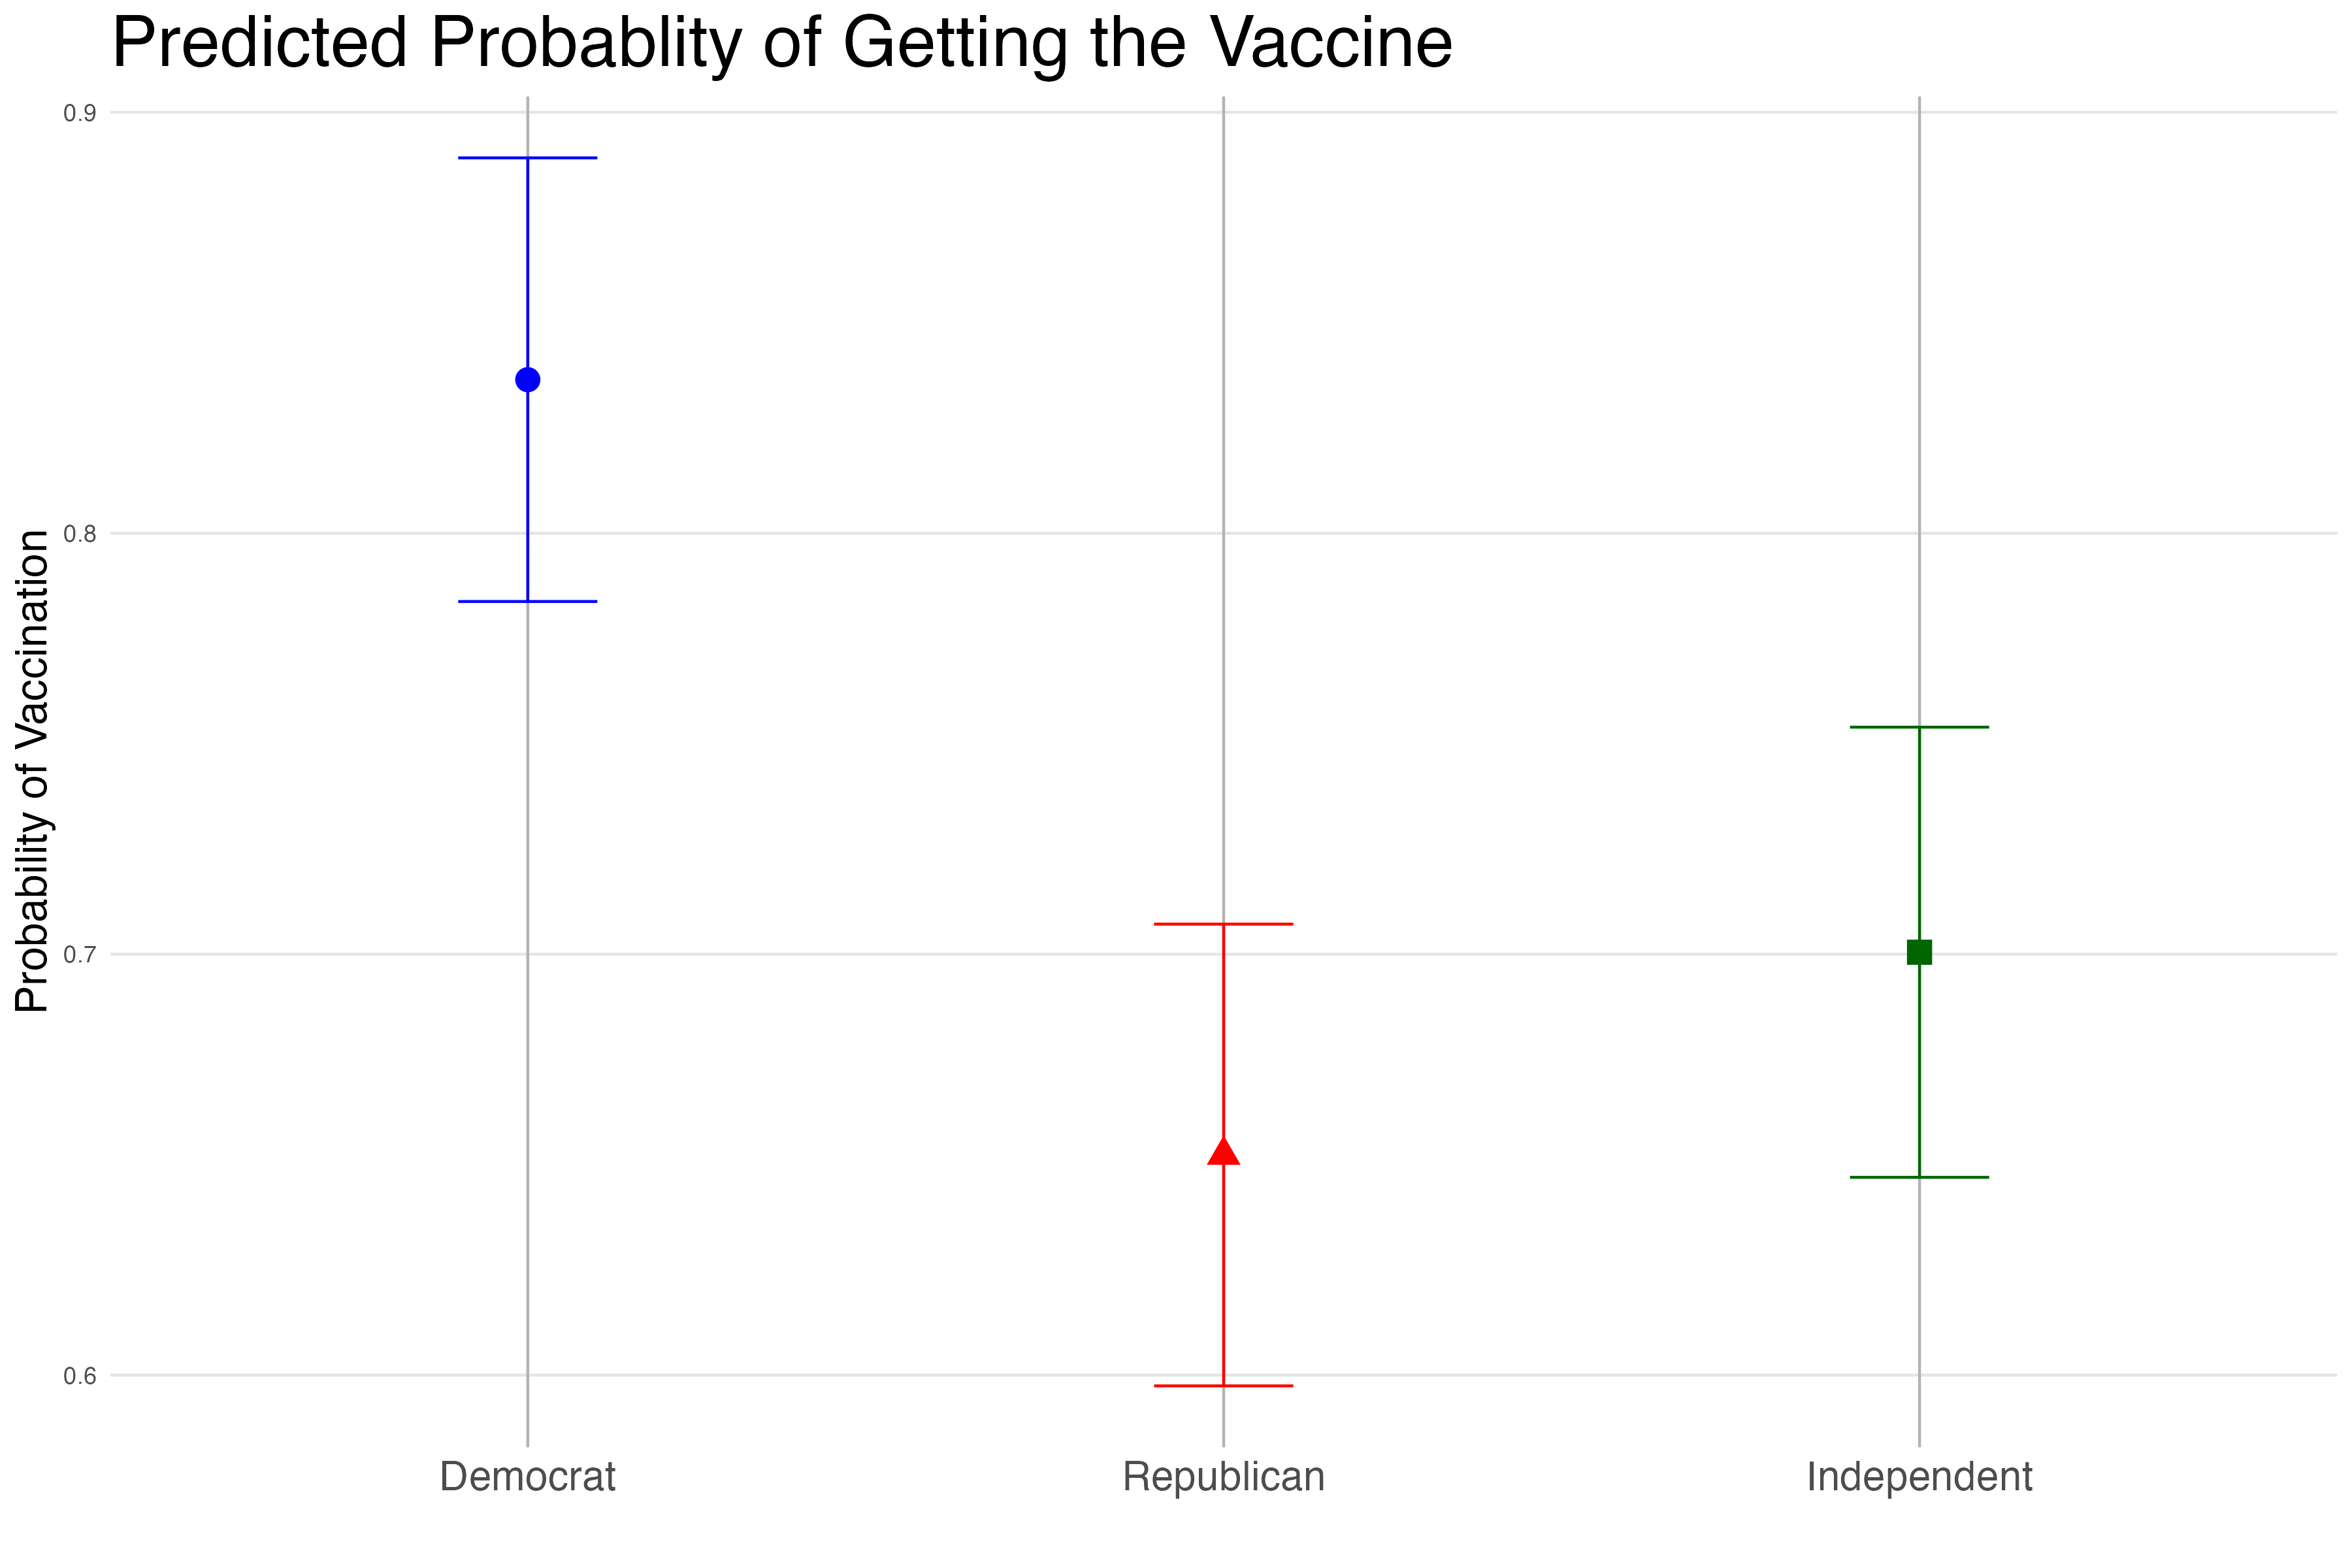 Predicted Probablity of Getting the Vaccine
0.9
0.8
0.7
0.6
Probability of Vaccination
Democrat
Republican
Independent